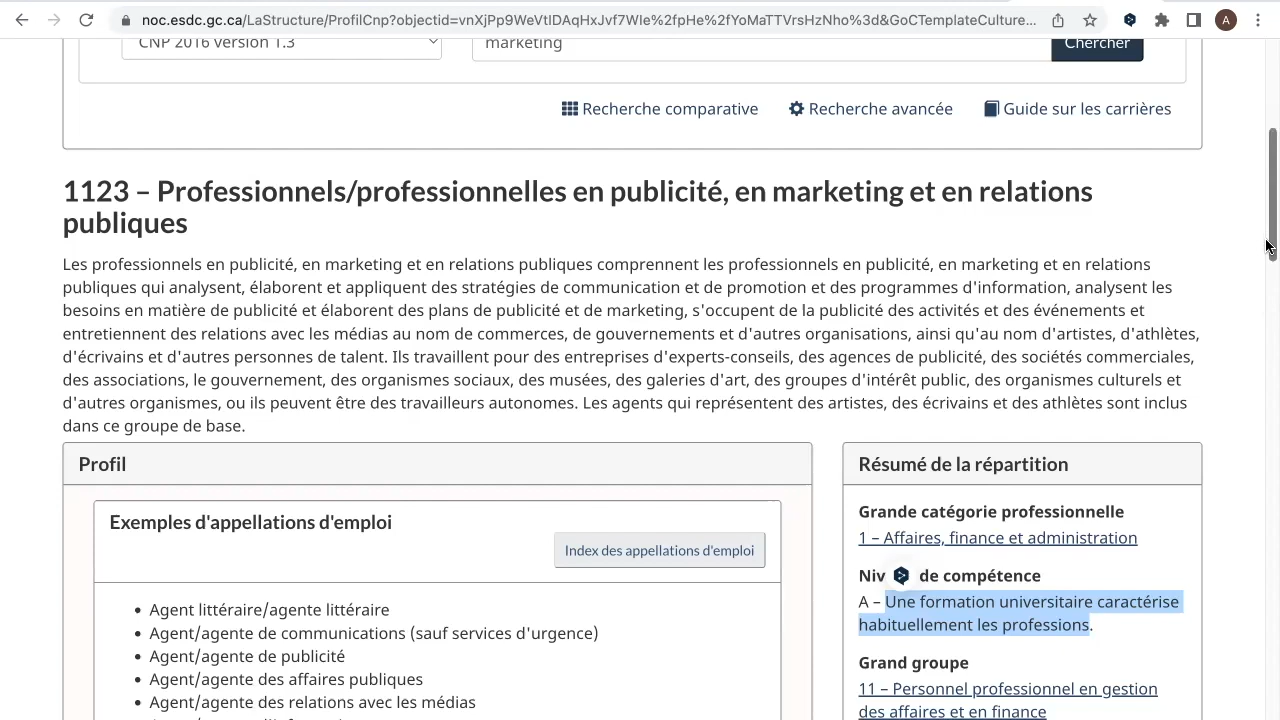 noc.esdc.gc.ca/LaStructure/ProfilCnp?objectid=vnXjPp9WeVtIDAqHxJvf7Wle%2fpHe%2fYoMaTTVrsHzNho%3d&GoCTemplateCulture...
A
CNP 2016 version 1.3
marketing
Chercher
Recherche comparative
Recherche avancée
Guide sur les carrières
1123 – Professionnels/professionnelles en publicité, en marketing et en relations
publiques
Les professionnels en publicité, en marketing et en relations publiques comprennent les professionnels en publicité, en marketing et en relations
publiques qui analysent, élaborent et appliquent des stratégies de communication et de promotion et des programmes d'information, analysent les
besoins en matière de publicité et élaborent des plans de publicité et de marketing, s'occupent de la publicité des activités et des événements et
entretiennent des relations avec les médias au nom de commerces, de gouvernements et d'autres organisations, ainsi qu'au nom d'artistes, d'athlètes,
d'écrivains et d'autres personnes de talent. Ils travaillent pour des entreprises d'experts-conseils, des agences de publicité, des sociétés commerciales,
des associations, le gouvernement, des organismes sociaux, des musées, des galeries d'art, des groupes d'intérêt public, des organismes culturels et
d'autres organismes, ou ils peuvent être des travailleurs autonomes. Les agents qui représentent des artistes, des écrivains et des athlètes sont inclus
dans ce groupe de base.
Profil
Exemples d'appellations d'emploi
Index des appellations d'emploi
Agent littéraire/agente littéraire
Agent/agente de communications (sauf services d'urgence)
Agent/agente de publicité
Agent/agente des affaires publiques
Agent/agente des relations avec les médias
Résumé de la répartition
Grande catégorie professionnelle
1 – Affaires, finance et administration
Niv de compétence
A – Une formation universitaire caractérise
habituellement les professions.
Grand groupe
11 – Personnel professionnel en gestion
des affaires et en finance